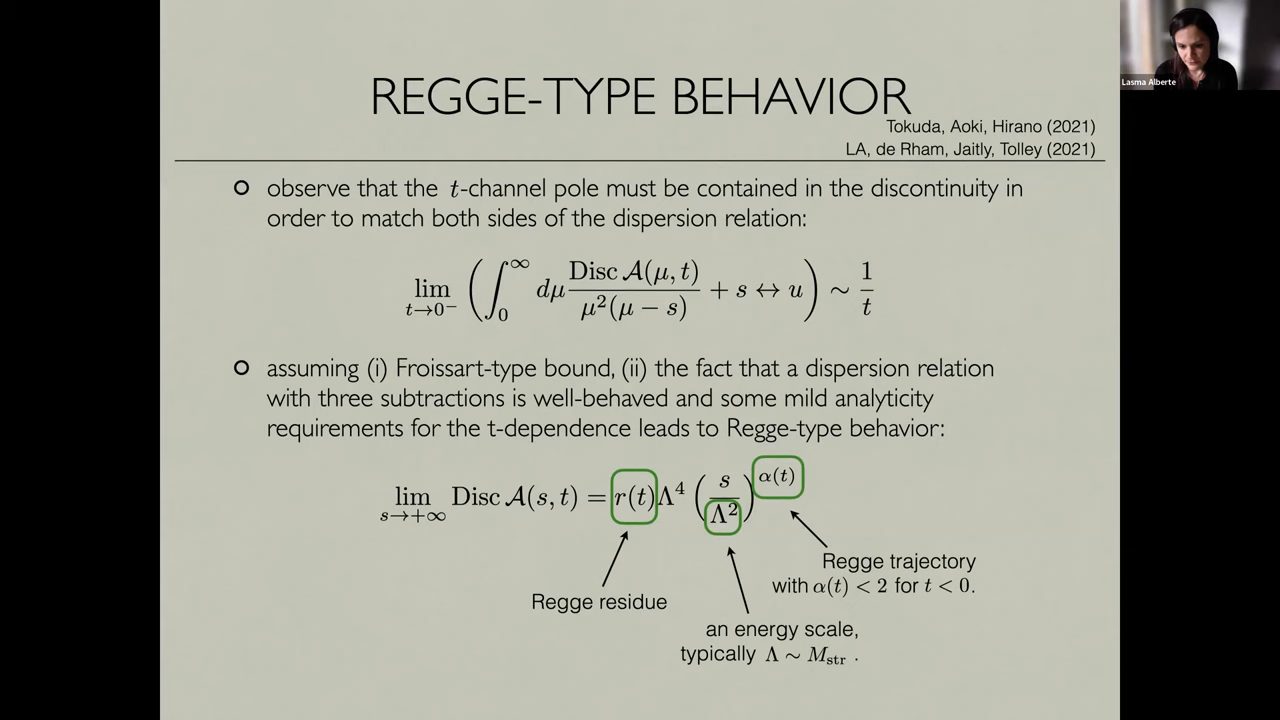 REGGE-TYPE BEHAVIOR
Lasma Alberte
Tokuda, Aoki, Hirano (2021)
LA, de Rham, Jaitly, Tolley (2021)
observe that the t-channel pole must be contained in the discontinuity in
order to match both sides of the dispersion relation:
lim_{t→0⁻} ( ∫_0^∞ dμ Disc 𝒜(μ, t) / μ²(μ − s) + s ↔ u ) ∼ 1/t
assuming (i) Froissart-type bound, (ii) the fact that a dispersion relation
with three subtractions is well-behaved and some mild analyticity
requirements for the t-dependence leads to Regge-type behavior:
lim_{s→+∞} Disc 𝒜(s, t) = r(t)Λ⁴ (s/Λ²)^{α(t)}
Regge trajectory
with α(t) < 2 for t < 0.
Regge residue
an energy scale,
typically Λ ∼ M_str .